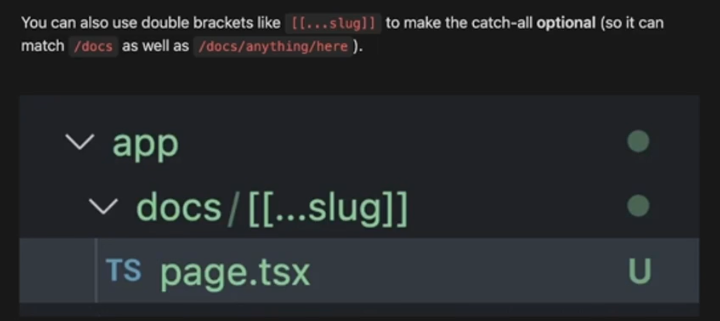 You can also use double brackets like [[...slug]] to make the catch-all optional (so it can
match /docs as well as /docs/anything/here ).
app
docs/[[...slug]]
TS page.tsx U